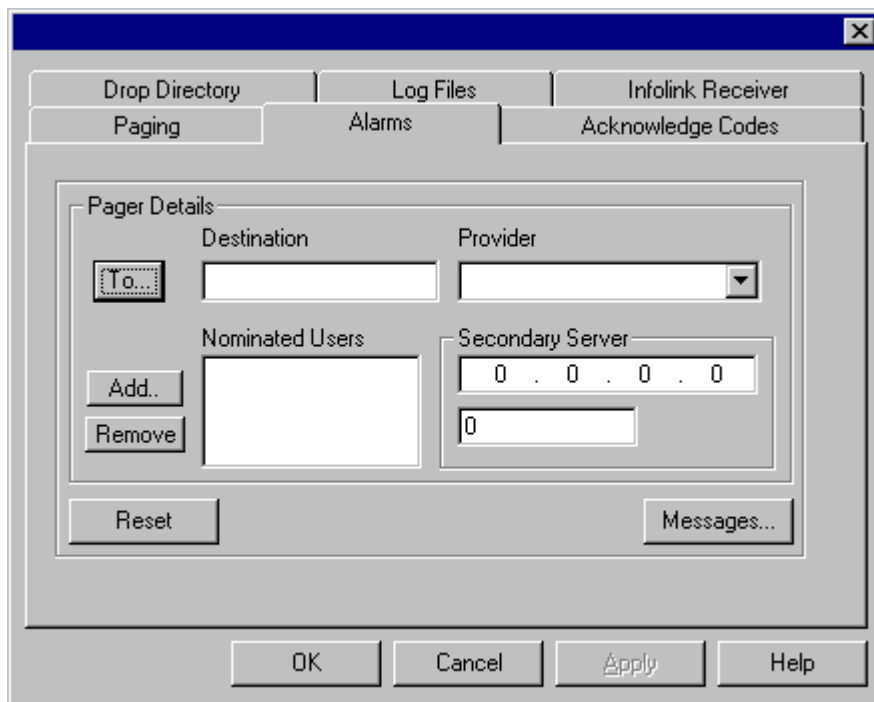 Drop Directory Log Files Infolink Receiver
Paging Alarms Acknowledge Codes
Pager Details
Destination Provider
To...
Nominated Users Secondary Server
0 . 0 . 0 . 0
Add..
0
Remove
Reset Messages...
OK Cancel Apply Help